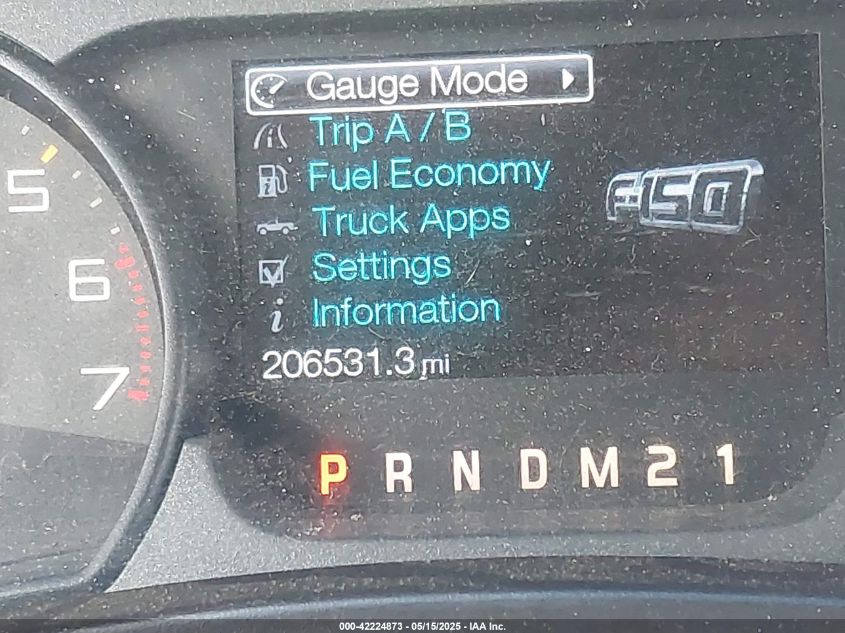 Gauge Mode
Trip A / B
Fuel Economy
Truck Apps
Settings
Information
F150
206531.3 mi
5
6
7
P R N D M 2 1
000-42224873 - 05/15/2025 - IAA Inc.